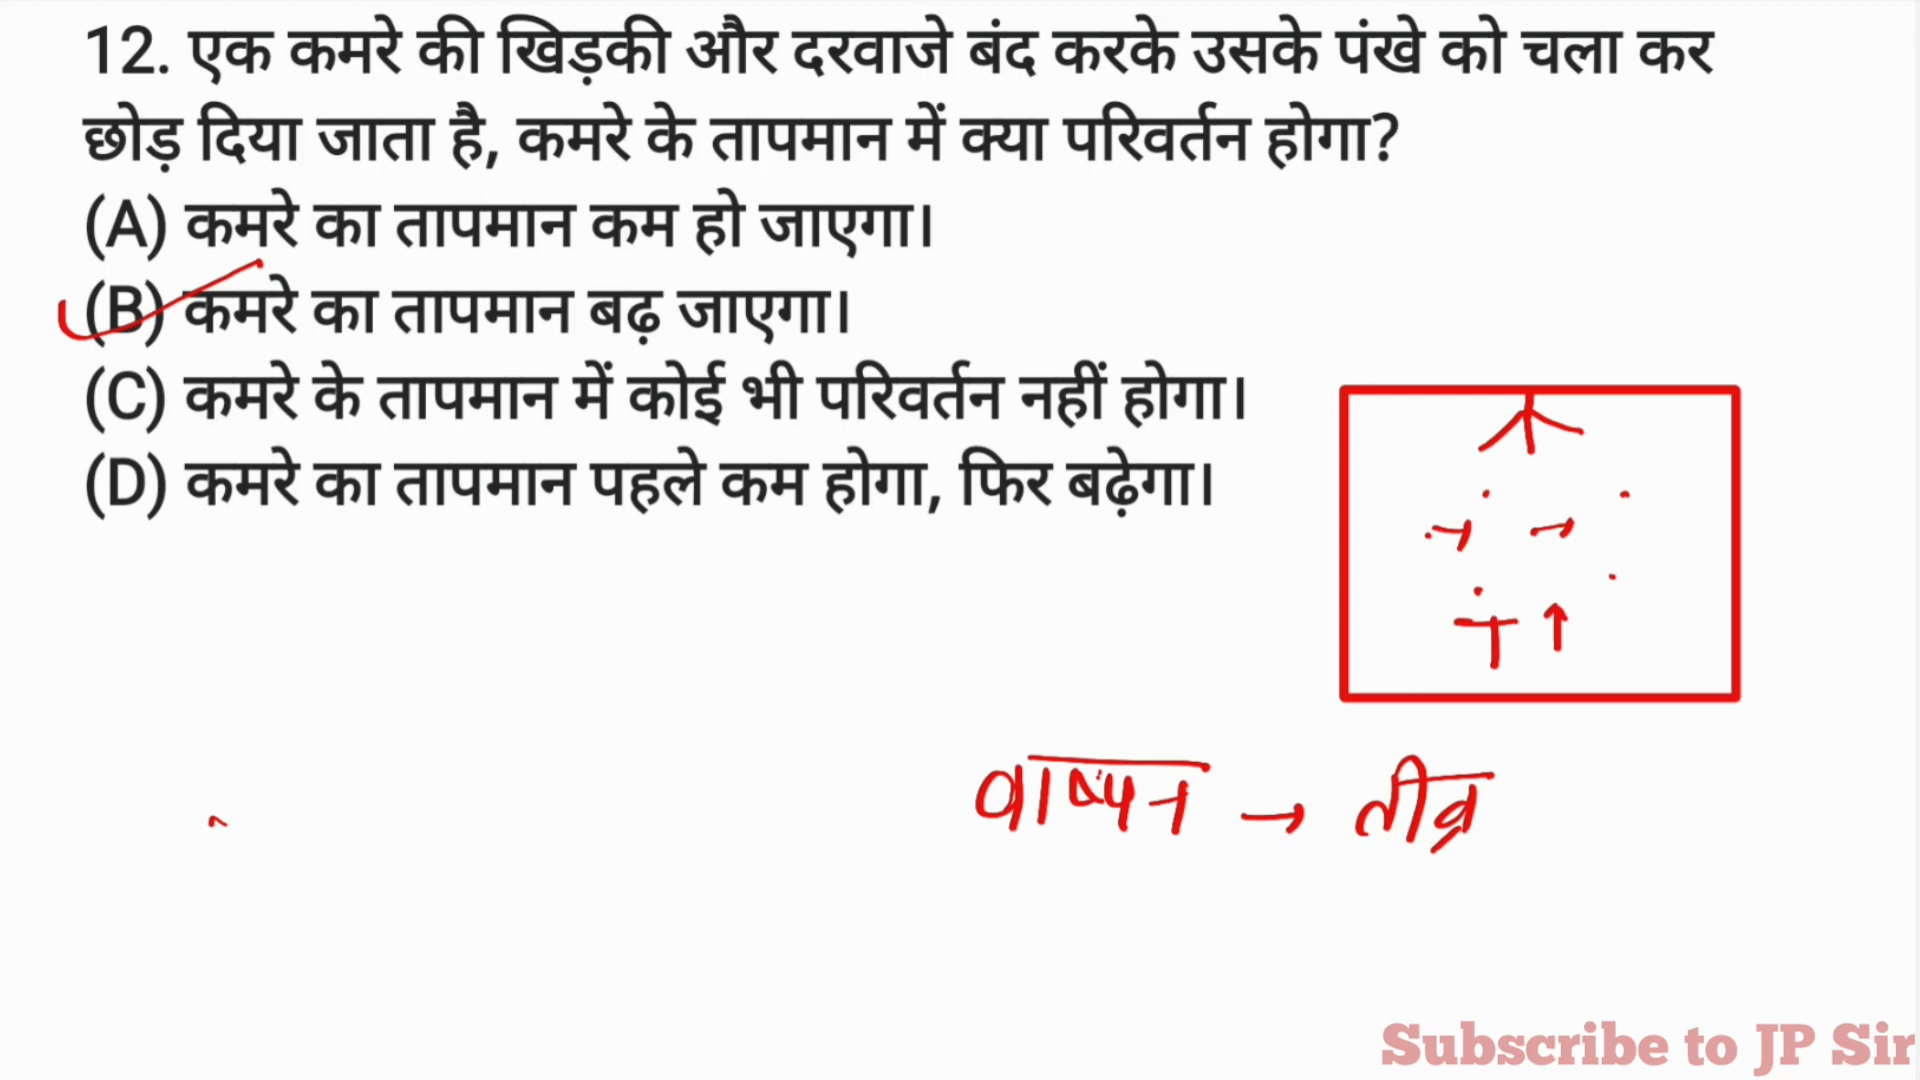 12. एक कमरे की खिड़की और दरवाजे बंद करके उसके पंखे को चला कर
छोड़ दिया जाता है, कमरे के तापमान में क्या परिवर्तन होगा?
(A) कमरे का तापमान कम हो जाएगा।
(B) कमरे का तापमान बढ़ जाएगा।
(C) कमरे के तापमान में कोई भी परिवर्तन नहीं होगा।
(D) कमरे का तापमान पहले कम होगा, फिर बढ़ेगा।
T ↑
वाष्पन → तीव्र
Subscribe to JP Sir